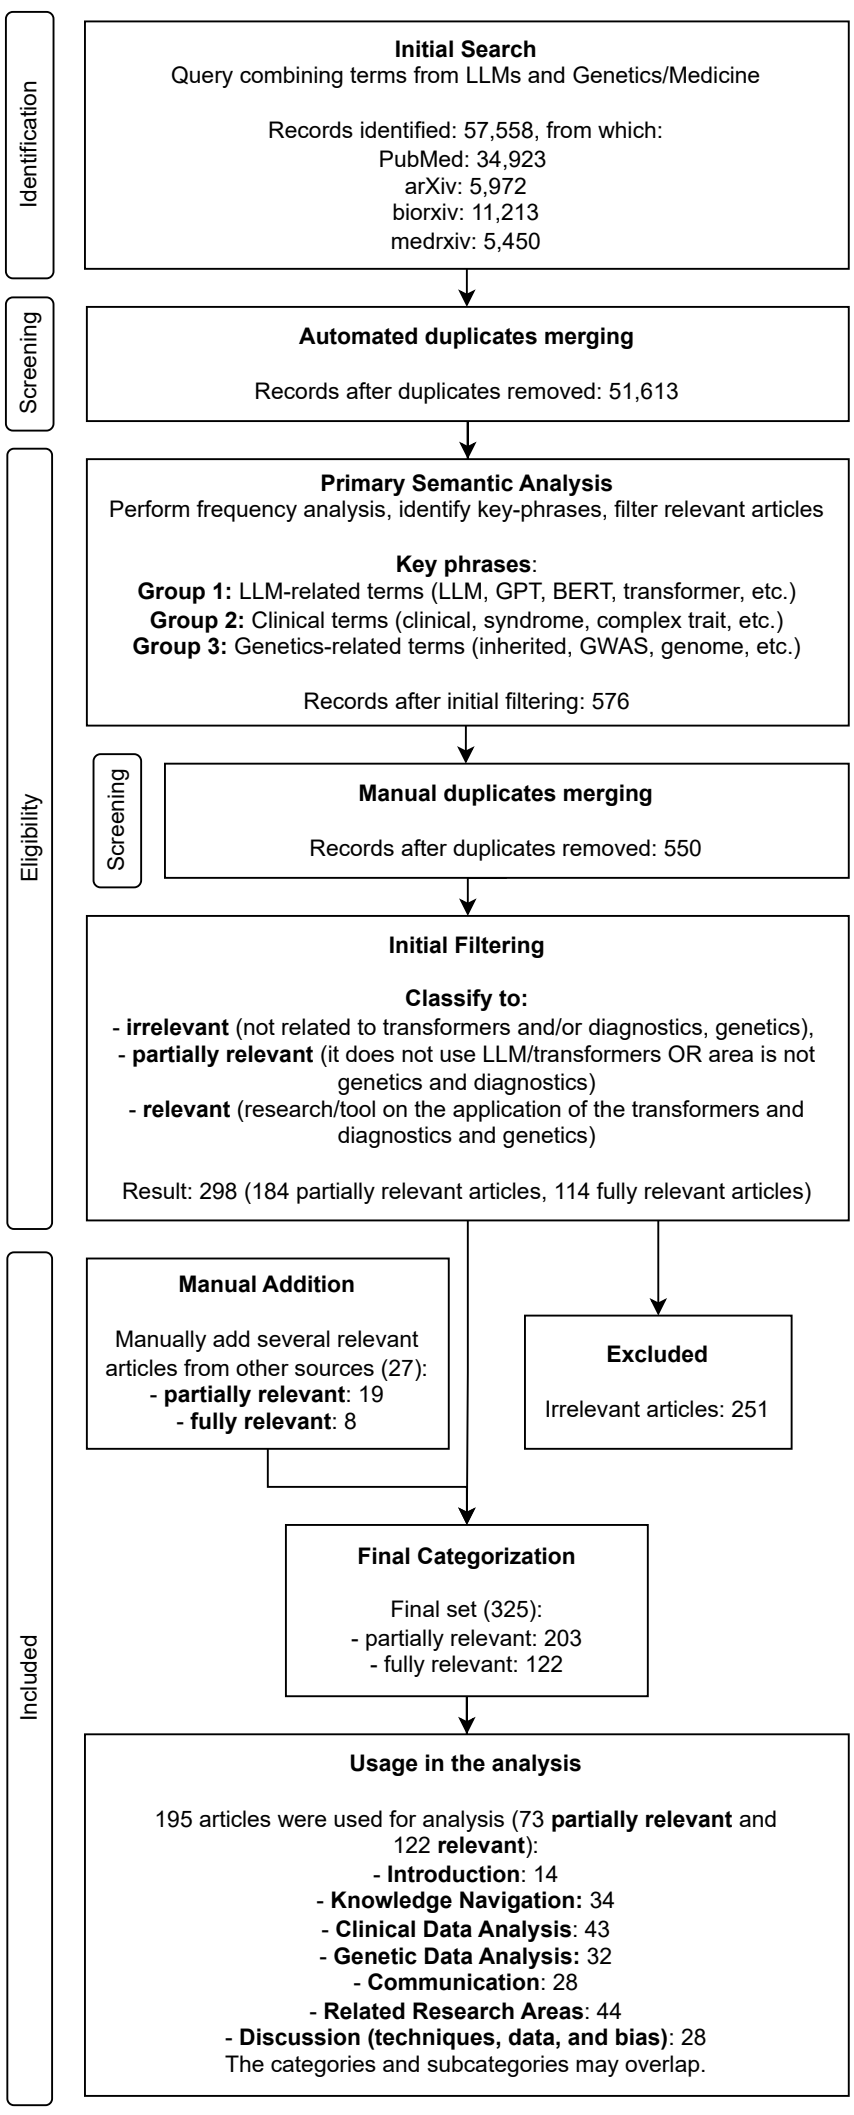 Identification
Initial Search
Query combining terms from LLMs and Genetics/Medicine
Records identified: 57,558, from which:
PubMed: 34,923
arXiv: 5,972
biorxiv: 11,213
medrxiv: 5,450
Screening
Automated duplicates merging
Records after duplicates removed: 51,613
Eligibility
Primary Semantic Analysis
Perform frequency analysis, identify key-phrases, filter relevant articles
Key phrases:
Group 1: LLM-related terms (LLM, GPT, BERT, transformer, etc.)
Group 2: Clinical terms (clinical, syndrome, complex trait, etc.)
Group 3: Genetics-related terms (inherited, GWAS, genome, etc.)
Records after initial filtering: 576
Screening
Manual duplicates merging
Records after duplicates removed: 550
Initial Filtering
Classify to:
- irrelevant (not related to transformers and/or diagnostics, genetics),
- partially relevant (it does not use LLM/transformers OR area is not
genetics and diagnostics)
- relevant (research/tool on the application of the transformers and
diagnostics and genetics)
Result: 298 (184 partially relevant articles, 114 fully relevant articles)
Included
Manual Addition
Manually add several relevant
articles from other sources (27):
- partially relevant: 19
- fully relevant: 8
Excluded
Irrelevant articles: 251
Final Categorization
Final set (325):
- partially relevant: 203
- fully relevant: 122
Usage in the analysis
195 articles were used for analysis (73 partially relevant and
122 relevant):
- Introduction: 14
- Knowledge Navigation: 34
- Clinical Data Analysis: 43
- Genetic Data Analysis: 32
- Communication: 28
- Related Research Areas: 44
- Discussion (techniques, data, and bias): 28
The categories and subcategories may overlap.